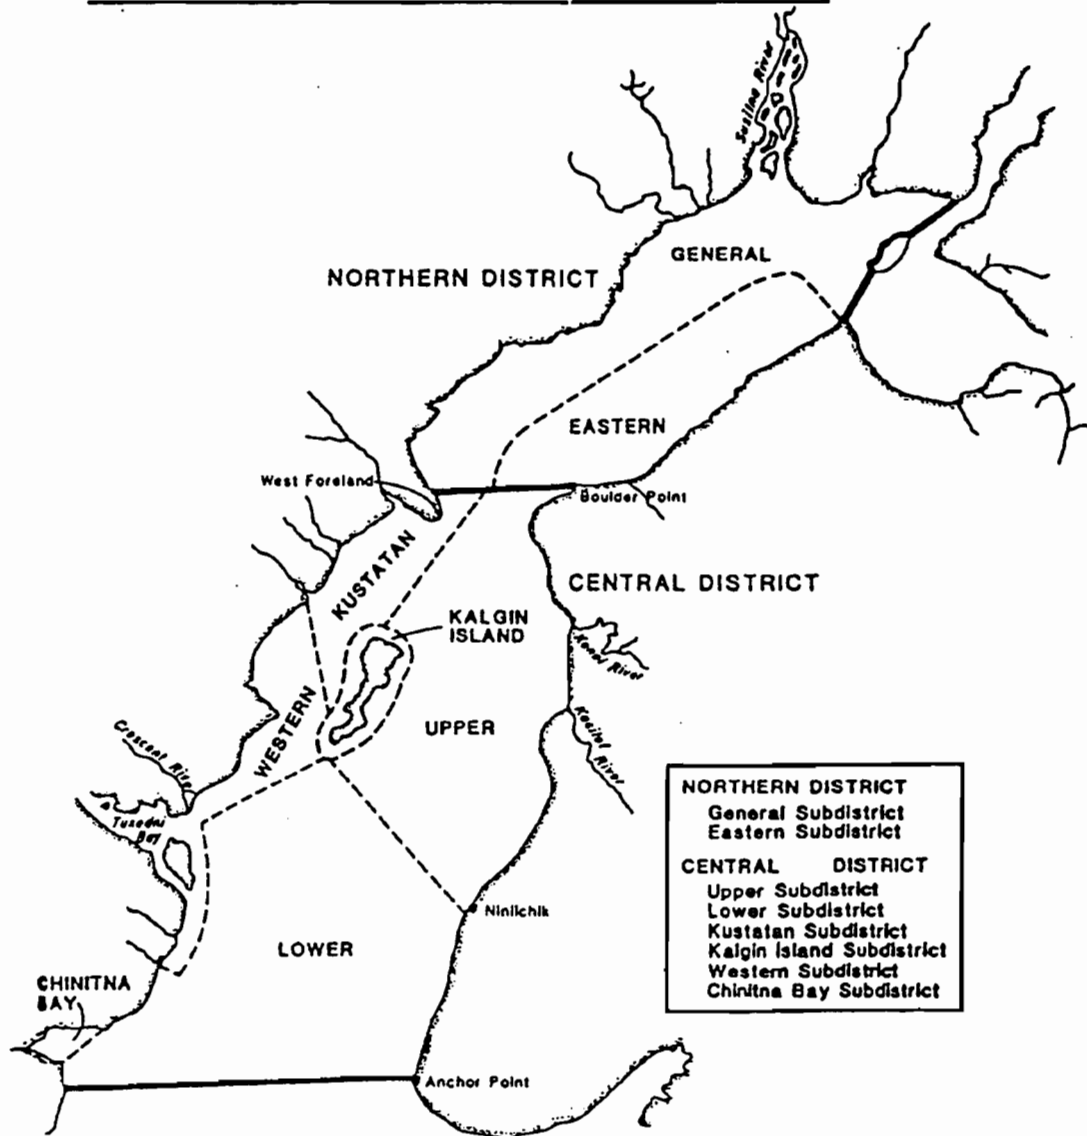 Susitna River
GENERAL
NORTHERN DISTRICT
EASTERN
West Foreland
Boulder Point
KUSTATAN
CENTRAL DISTRICT
KALGIN
ISLAND
Kenai River
WESTERN
UPPER
Kasilof River
Crescent River
Tuxedni
Bay
NORTHERN DISTRICT
General Subdistrict
Eastern Subdistrict
CENTRAL DISTRICT
Upper Subdistrict
Lower Subdistrict
Kustatan Subdistrict
Kalgin Island Subdistrict
Western Subdistrict
Chinitna Bay Subdistrict
Ninilchik
LOWER
CHINITNA
BAY
Anchor Point